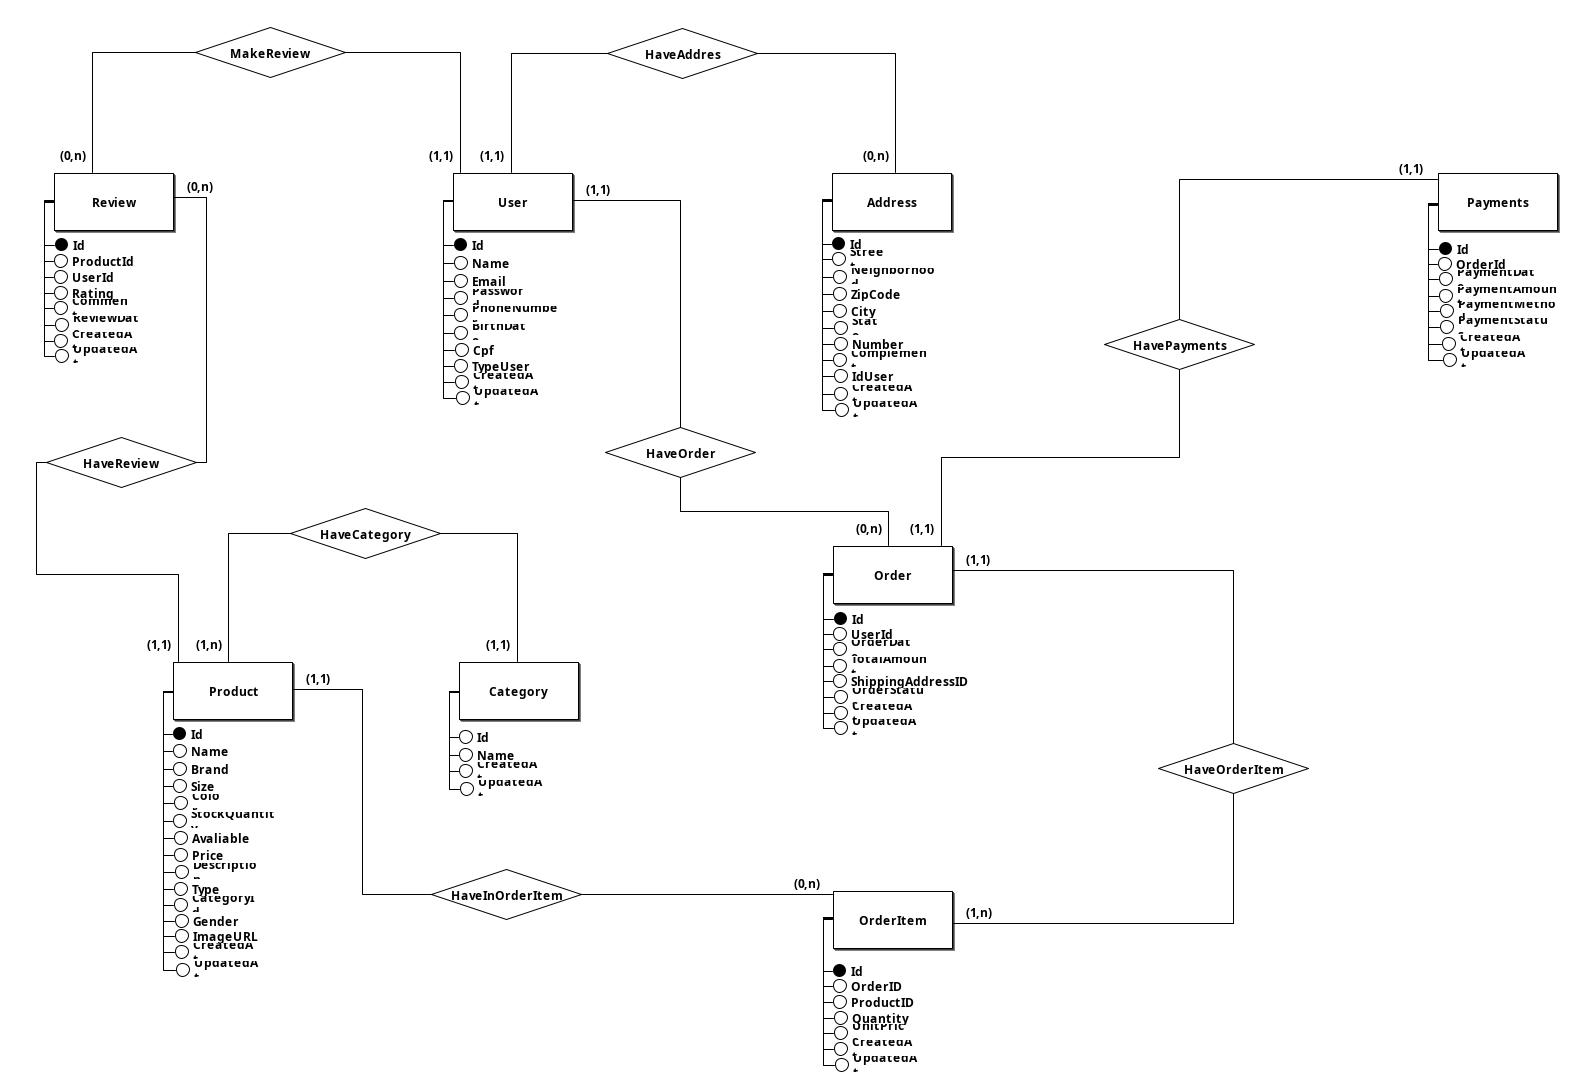 MakeReview
HaveAddres
(0,n)
(1,1)
(1,1)
(0,n)
(1,1)
Review
(0,n)
User
(1,1)
Address
Payments
Id
ProductId
UserId
Rating
Commen
t
ReviewDat
CreatedA
t
UpdatedA
t
Id
Name
Email
Passwor
d
PhoneNumbe
r
BirthDat
e
Cpf
TypeUser
CreatedA
t
UpdatedA
t
Id
Stree
t
Neighborhoo
d
ZipCode
City
Stat
e
Number
Complemen
t
IdUser
CreatedA
t
UpdatedA
t
Id
OrderId
PaymentDat
e
PaymentAmoun
t
PaymentMetho
d
PaymentStatu
s
CreatedA
t
UpdatedA
t
HavePayments
HaveOrder
HaveReview
HaveCategory
(0,n)
(1,1)
Order
(1,1)
Id
UserId
OrderDat
e
TotalAmoun
t
ShippingAddressID
OrderStatu
s
CreatedA
t
UpdatedA
t
(1,1)
(1,n)
(1,1)
Product
(1,1)
Category
Id
Name
Brand
Size
Colo
r
StockQuantit
y
Avaliable
Price
Descriptio
n
Type
CategoryI
d
Gender
ImageURL
CreatedA
t
UpdatedA
t
Id
Name
CreatedA
t
UpdatedA
t
HaveOrderItem
HaveInOrderItem
(0,n)
OrderItem
(1,n)
Id
OrderID
ProductID
Quantity
UnitPric
CreatedA
t
UpdatedA
t